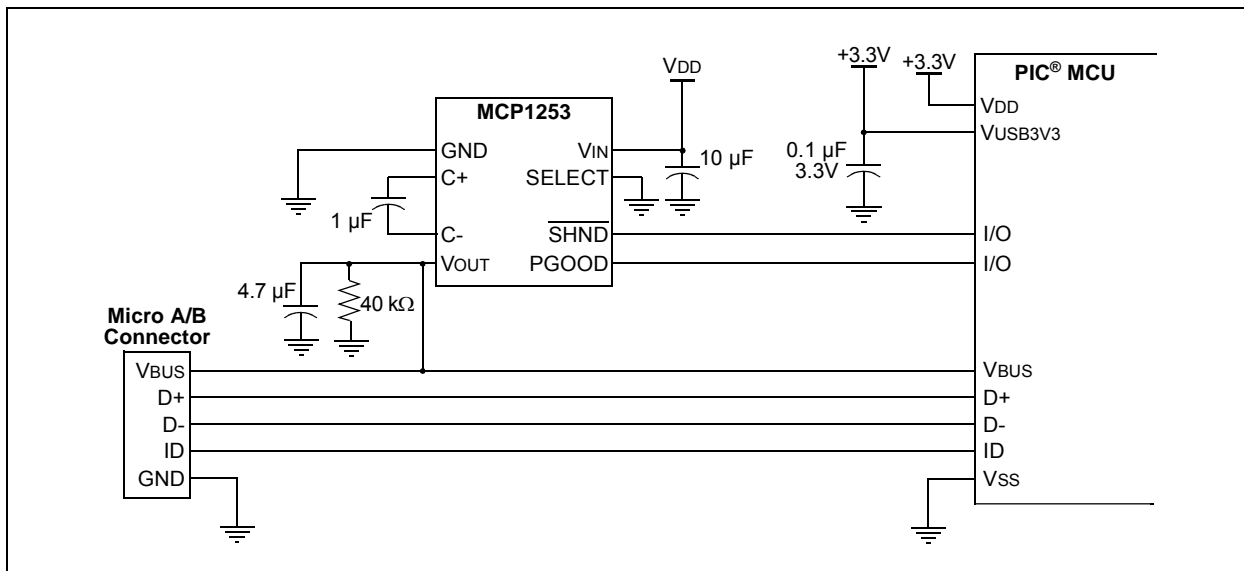 +3.3V
+3.3V
PIC® MCU
VDD
MCP1253
VDD
VUSB3V3
GND
VIN
10 µF
0.1 µF
3.3V
C+
SELECT
1 µF
C-
SHND
I/O
VOUT
PGOOD
I/O
4.7 µF
40 kΩ
Micro A/B
Connector
VBUS
VBUS
D+
D+
D-
D-
ID
ID
GND
VSS